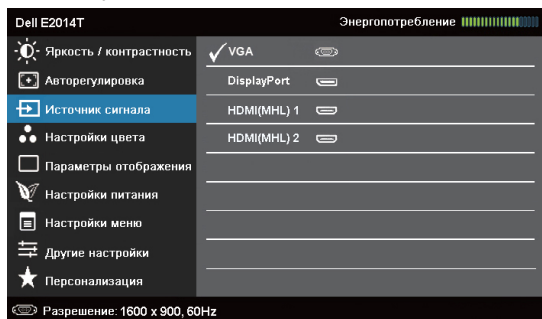 Dell E2014T
Энергопотребление
Яркость / контрастность
VGA
Авторегулировка
DisplayPort
Источник сигнала
HDMI(MHL) 1
Настройки цвета
HDMI(MHL) 2
Параметры отображения
Настройки питания
Настройки меню
Другие настройки
Персонализация
Разрешение: 1600 x 900, 60Hz